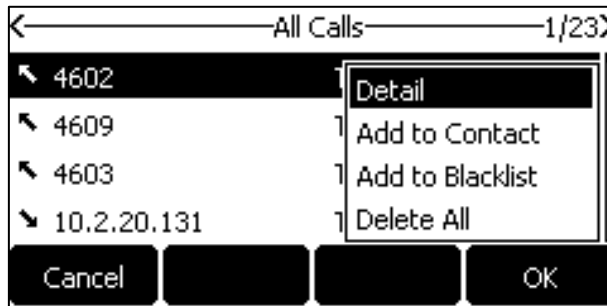 All Calls 1/23
4602
Detail
4609
Add to Contact
4603
Add to Blacklist
10.2.20.131
Delete All
Cancel OK